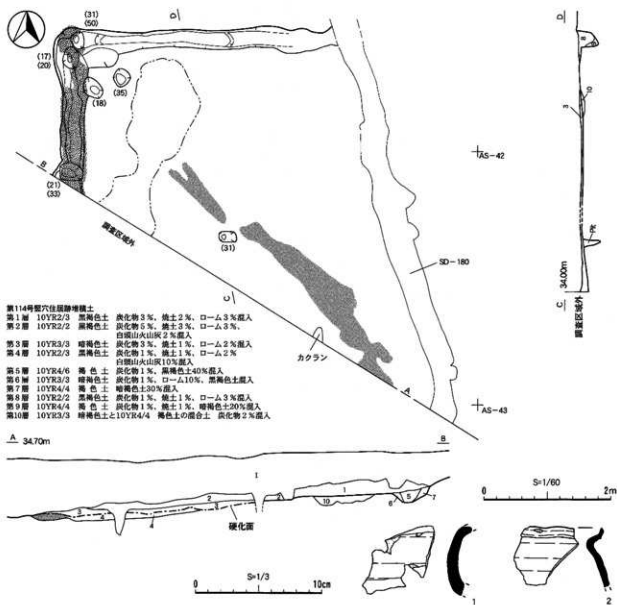 D
(31)
(50)
(17)
(20)
(18)
(35)
B
(21)
(33)
調査区域外
(31)
C
SD-180
AS-42
カクラン
A
AS-43
D
8
10
3
Pit
34.00m
C
調査区域外
第114号竪穴住居跡堆積土
第1層 10YR2/3 黒褐色土 炭化物3%、焼土2%、ローム3%混入
第2層 10YR2/2 黒褐色土 炭化物5%、焼土3%、ローム3%、
白頭山火山灰2%混入
第3層 10YR3/3 暗褐色土 炭化物3%、焼土1%、ローム2%混入
第4層 10YR2/3 黒褐色土 炭化物1%、焼土1%、ローム2%
白頭山火山灰10%混入
第5層 10YR4/6 褐色土 炭化物1%、黒褐色土40%混入
第6層 10YR3/3 暗褐色土 炭化物1%、ローム10%、黒褐色土混入
第7層 10YR4/4 褐色土 暗褐色土30%混入
第8層 10YR2/2 黒褐色土 炭化物1%、焼土1%、ローム3%混入
第9層 10YR4/4 褐色土 炭化物1%、焼土1%、暗褐色土20%混入
第10層 10YR3/3 暗褐色土と10YR4/4 褐色土の混合土 炭化物2%混入
A 34.70m
B
I
1
2
3
4
10
6
5
7
硬化面
S=1/60
0 2m
S=1/3
0 10cm
1
2